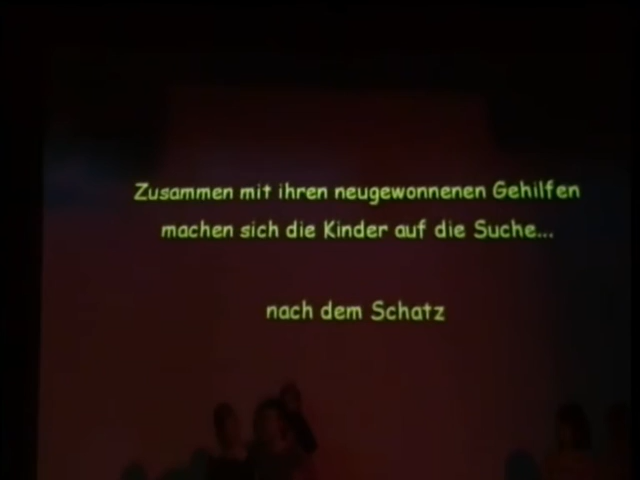 Zusammen mit ihren neugewonnenen Gehilfen
machen sich die Kinder auf die Suche...
nach dem Schatz